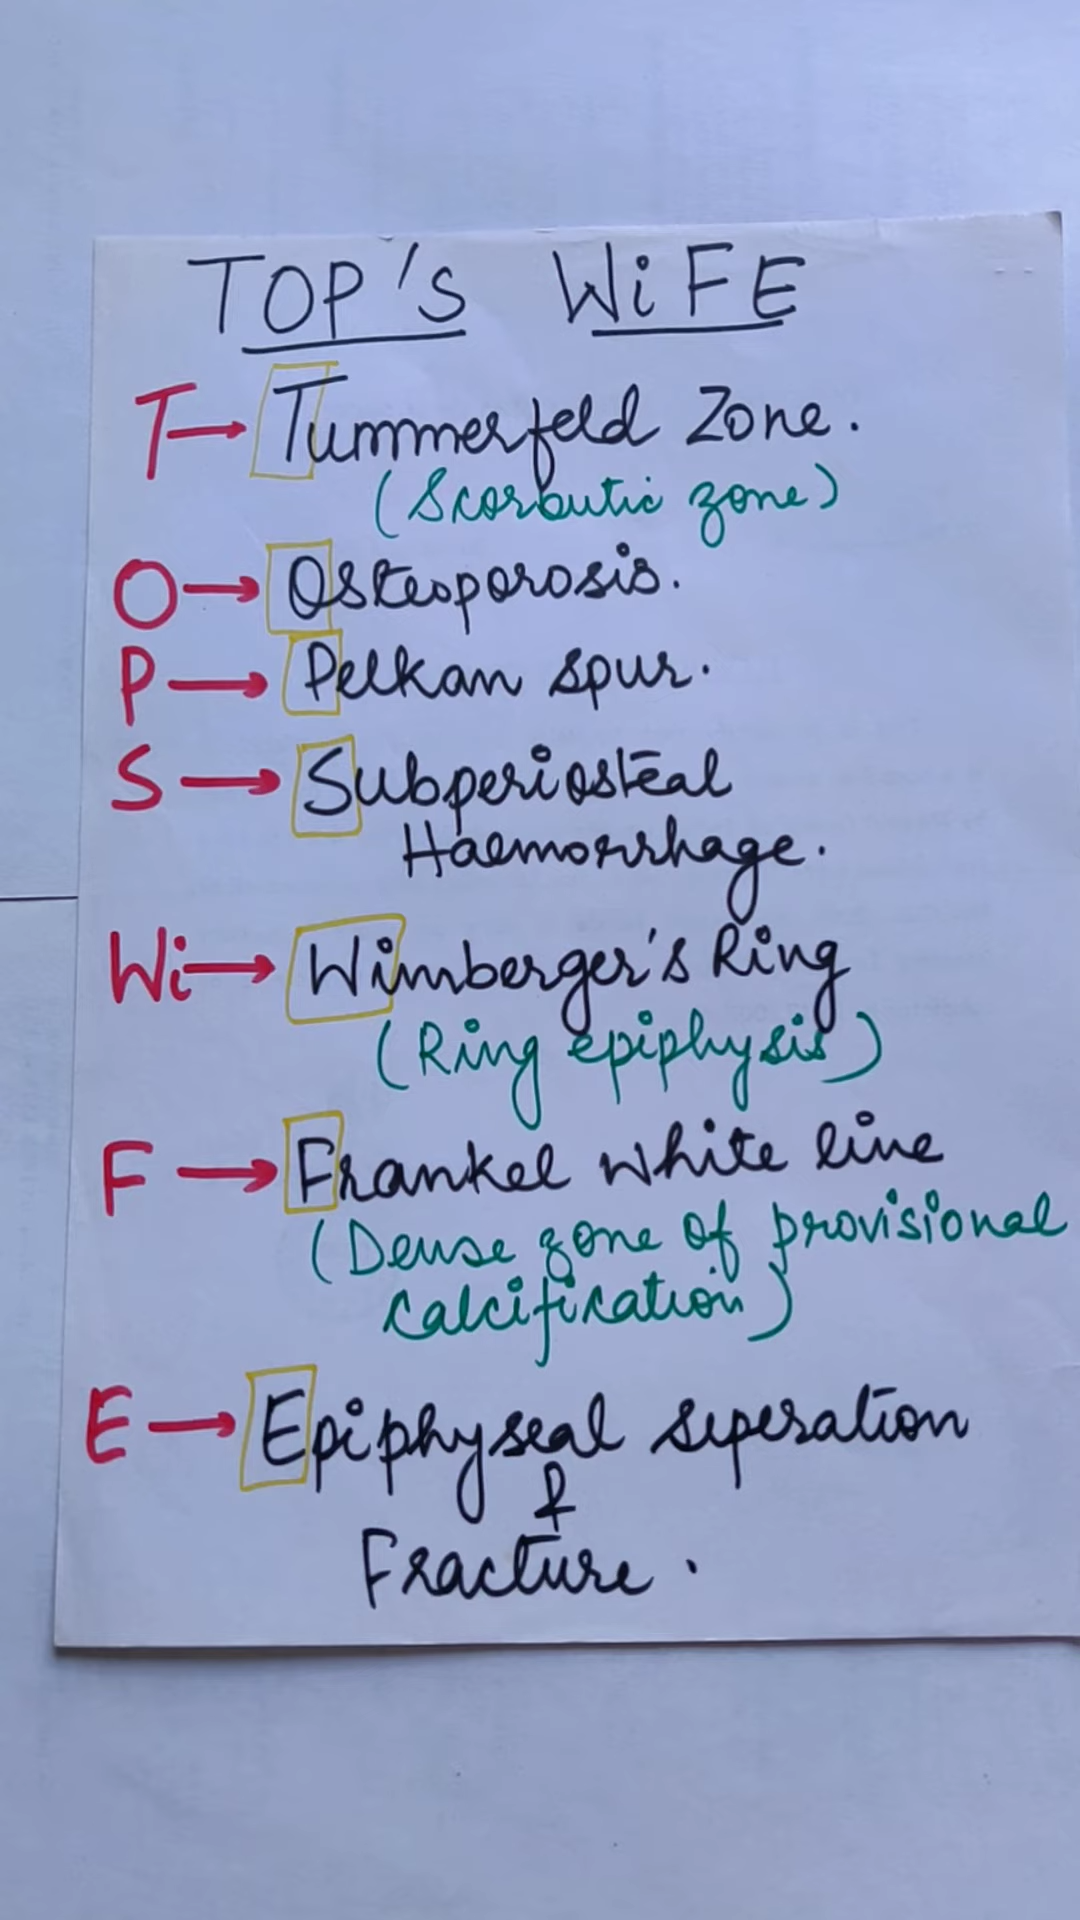 TOP'S WiFE
T→ Tummerfeld Zone.
(Scorbutic zone)
O→ Osteoporosis.
P→ Pelkan spur.
S→ Subperiosteal
Haemorrhage.
Wi→ Wimberger's Ring
(Ring epiphysis)
F→ Frankel white line
(Dense zone of provisional
calcification)
E→ Epiphyseal seperation
&
Fracture.